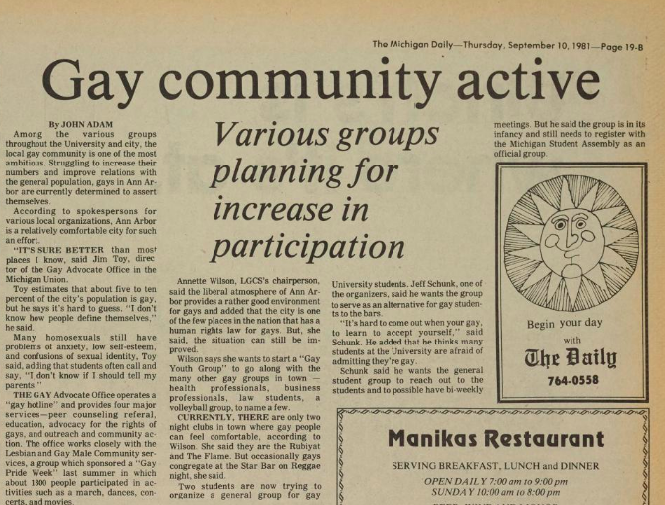 The Michigan Daily—Thursday, September 10, 1981—Page 19-B
Gay community active
Various groups
planning for
increase in
participation
By JOHN ADAM
Among the various groups
throughout the University and city, the
local gay community is one of the most
ambitious. Struggling to increase their
numbers and improve relations with
the general population, gays in Ann Ar-
bor are currently determined to assert
themselves.
According to spokespersons for
various local organizations, Ann Arbor
is a relatively comfortable city for such
an effort.
"IT'S SURE BETTER than most
places I know, said Jim Toy, direc
tor of the Gay Advocate Office in the
Michigan Union.
Toy estimates that about five to ten
percent of the city's population is gay,
but he says it's hard to guess. "I don't
know how people define themselves,"
he said.
Many homosexuals still have
problems of anxiety, low self-esteem,
and confusions of sexual identity, Toy
said, adding that students often call and
say, "I don't know if I should tell my
parents"
THE GAY Advocate Office operates a
"gay hotline" and provides four major
services—peer counseling referal,
education, advocacy for the rights of
gays, and outreach and community ac-
tion. The office works closely with the
Lesbian and Gay Male Community ser-
vices, a group which sponsored a "Gay
Pride Week" last summer in which
about 1300 people participated in ac-
tivities such as a march, dances, con-
certs, and movies.
Annette Wilson, LGCS's chairperson,
said the liberal atmosphere of Ann Ar-
bor provides a rather good environment
for gays and added that the city is one
of the few places in the nation that has a
human rights law for gays. But, she
said, the situation can still be im-
proved.
Wilson says she wants to start a "Gay
Youth Group" to go along with the
many other gay groups in town —
health professionals, business
professionals, law students, a
volleyball group, to name a few.
CURRENTLY, THERE are only two
night clubs in town where gay people
can feel comfortable, according to
Wilson. She said they are the Rubiyat
and The Flame. But occasionally gays
congregate at the Star Bar on Reggae
night, she said.
Two students are now trying to
organize a general group for gay
University students. Jeff Schunk, one of
the organizers, said he wants the group
to serve as an alternative for gay studen-
ts to the bars.
"It's hard to come out when your gay,
to learn to accept yourself," said
Schunk. He added that he thinks many
students at the University are afraid of
admitting they're gay.
Schunk said he wants the general
student group to reach out to the
students and to possible have bi-weekly
meetings. But he said the group is in its
infancy and still needs to register with
the Michigan Student Assembly as an
official group.
Begin your day
with
The Daily
764-0558
Manikas Restaurant
SERVING BREAKFAST, LUNCH and DINNER
OPEN DAILY 7:00 am to 9:00 pm
SUNDAY 10:00 am to 8:00 pm